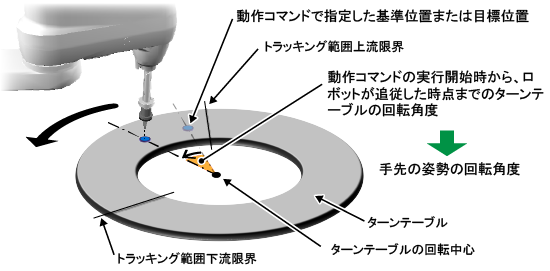 動作コマンドで指定した基準位置または目標位置
トラッキング範囲上流限界
動作コマンドの実行開始時から、ロ
ボットが追従した時点までのターンテ
ーブルの回転角度
手先の姿勢の回転角度
ターンテーブル
ターンテーブルの回転中心
トラッキング範囲下流限界